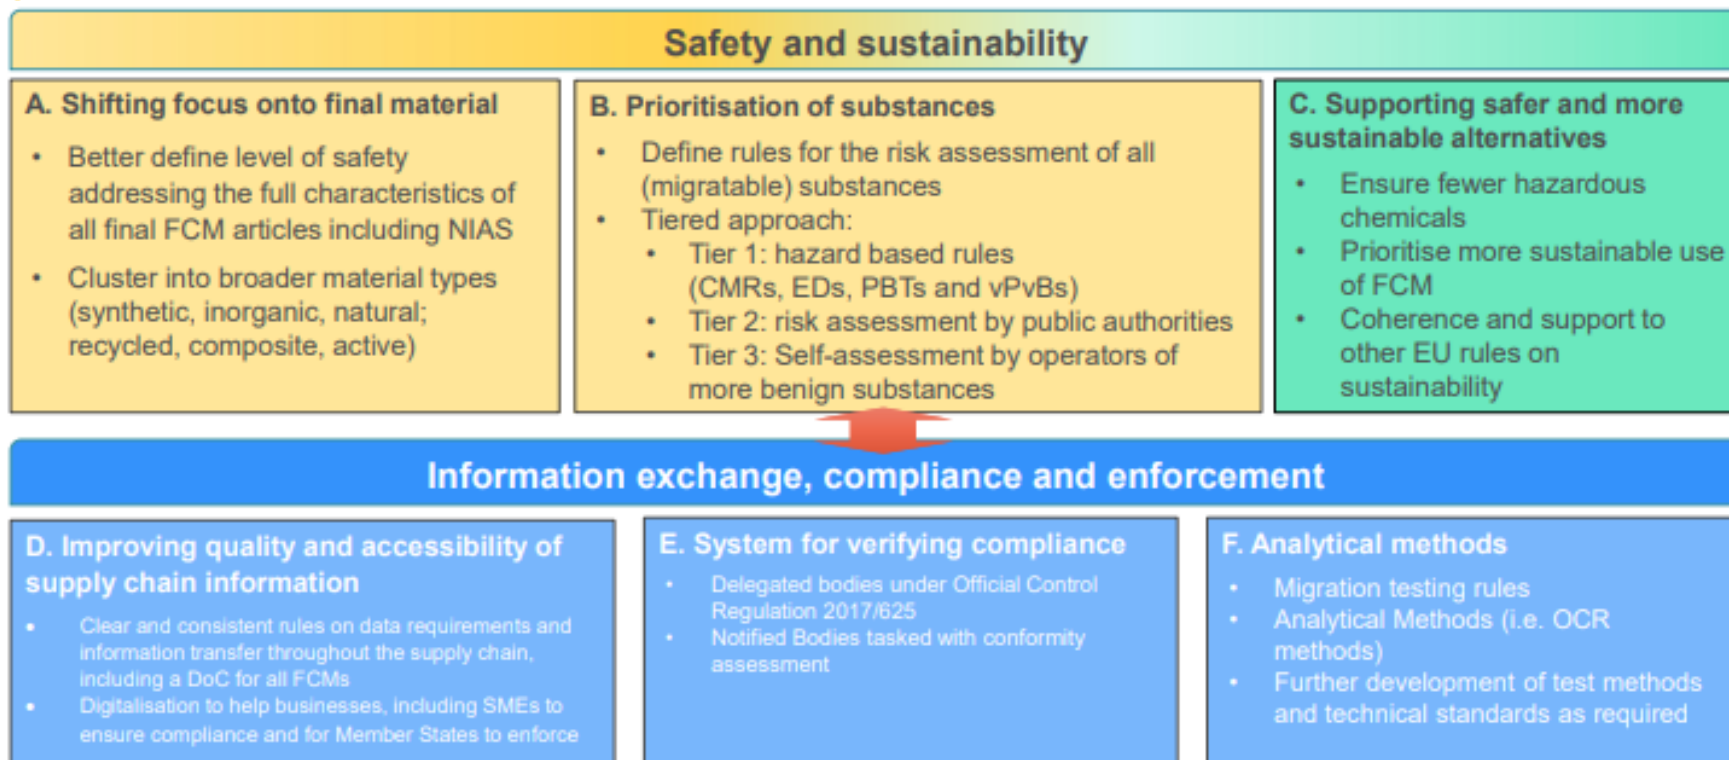 Safety and sustainability
A. Shifting focus onto final material
• Better define level of safety
addressing the full characteristics of
all final FCM articles including NIAS
• Cluster into broader material types
(synthetic, inorganic, natural;
recycled, composite, active)
B. Prioritisation of substances
• Define rules for the risk assessment of all
(migratable) substances
• Tiered approach:
• Tier 1: hazard based rules
(CMRs, EDs, PBTs and vPvBs)
• Tier 2: risk assessment by public authorities
• Tier 3: Self-assessment by operators of
more benign substances
C. Supporting safer and more
sustainable alternatives
• Ensure fewer hazardous
chemicals
• Prioritise more sustainable use
of FCM
• Coherence and support to
other EU rules on
sustainability
Information exchange, compliance and enforcement
D. Improving quality and accessibility of
supply chain information
• Clear and consistent rules on data requirements and
information transfer throughout the supply chain,
including a DoC for all FCMs
• Digitalisation to help businesses, including SMEs to
ensure compliance and for Member States to enforce
E. System for verifying compliance
• Delegated bodies under Official Control
Regulation 2017/625
• Notified Bodies tasked with conformity
assessment
F. Analytical methods
• Migration testing rules
• Analytical Methods (i.e. OCR
methods)
• Further development of test methods
and technical standards as required